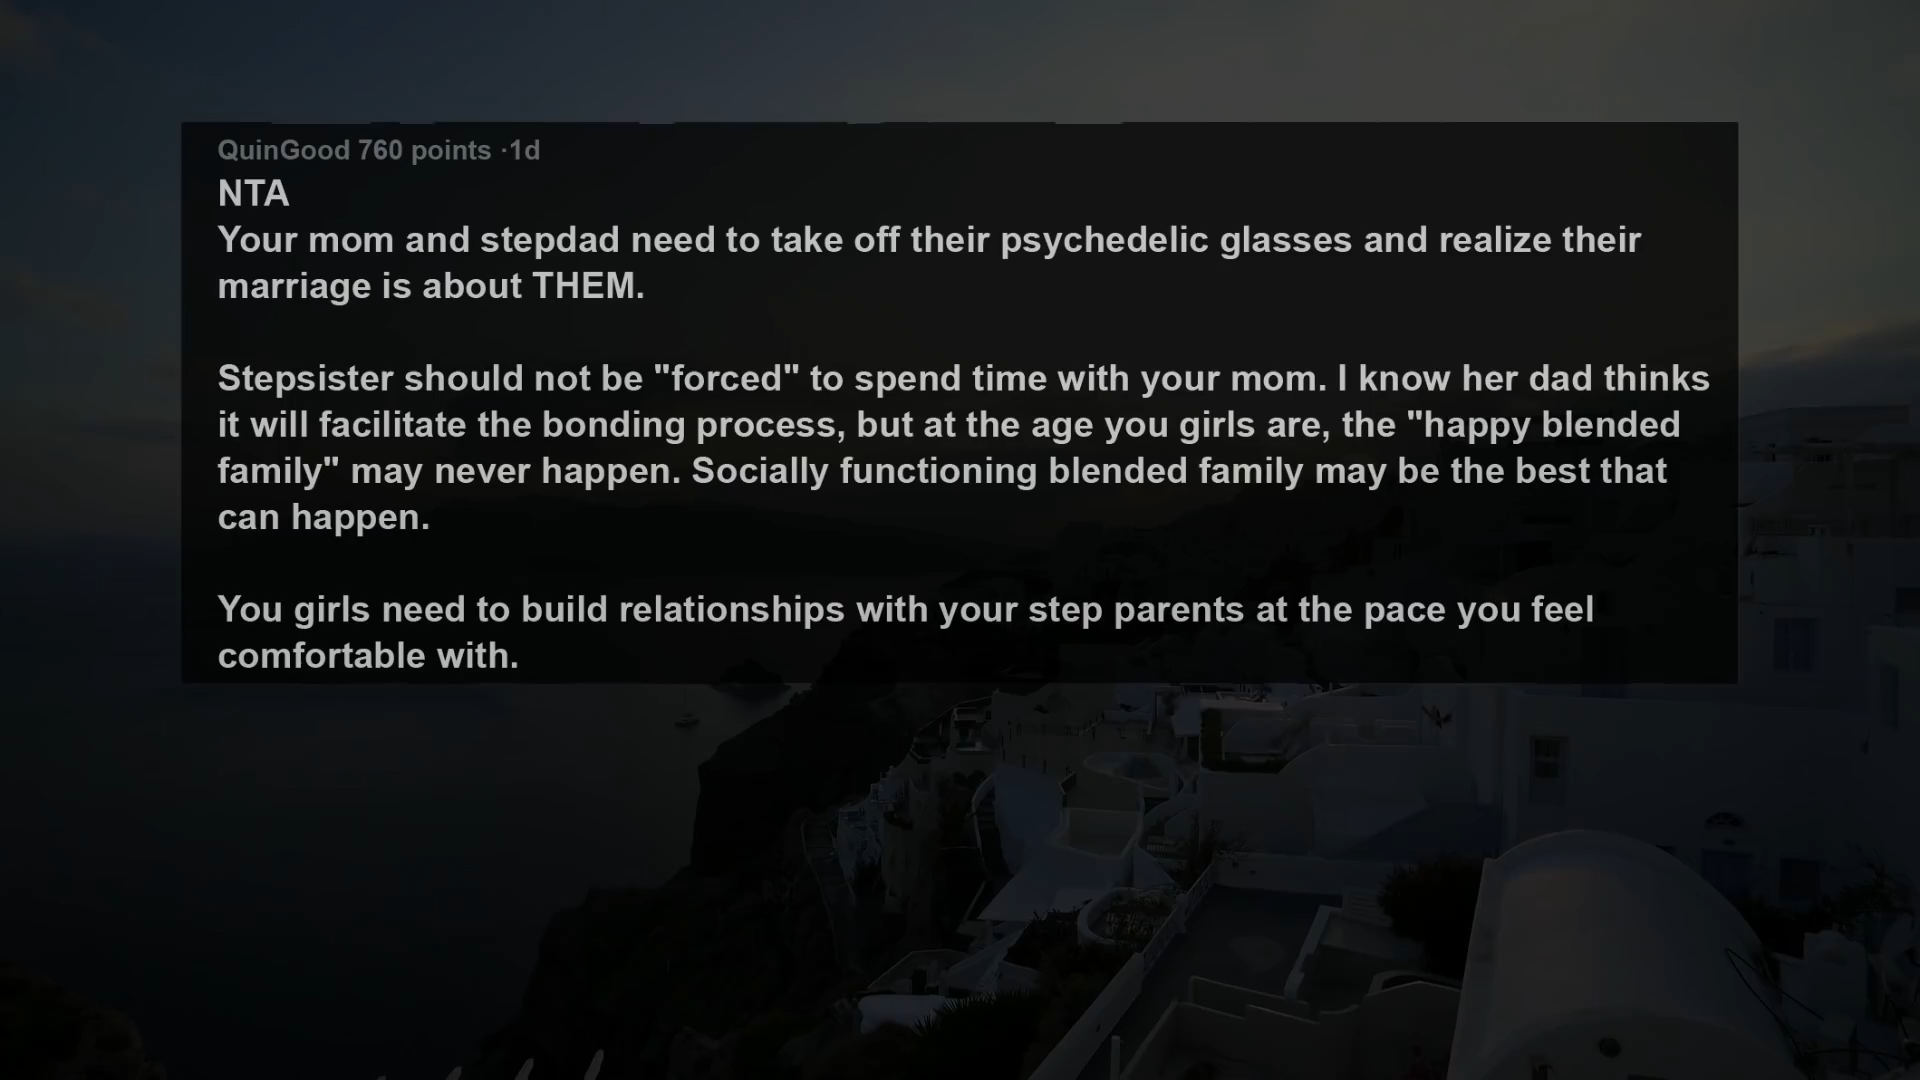 QuinGood 760 points ·1d
NTA
Your mom and stepdad need to take off their psychedelic glasses and realize their
marriage is about THEM.
Stepsister should not be "forced" to spend time with your mom. I know her dad thinks
it will facilitate the bonding process, but at the age you girls are, the "happy blended
family" may never happen. Socially functioning blended family may be the best that
can happen.
You girls need to build relationships with your step parents at the pace you feel
comfortable with.